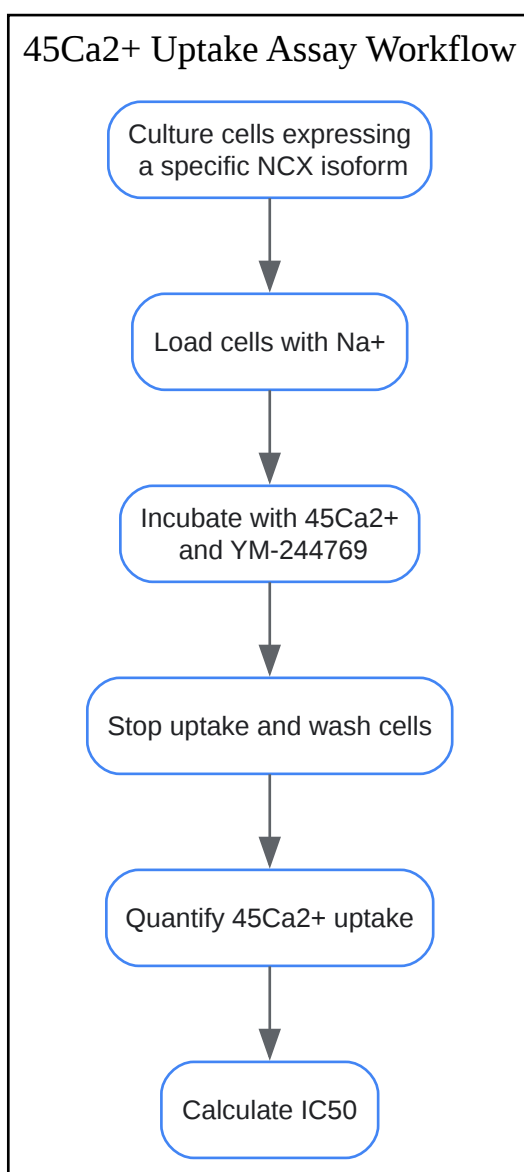 45Ca2+ Uptake Assay Workflow
Culture cells expressing
a specific NCX isoform
Load cells with Na+
Incubate with 45Ca2+
and YM-244769
Stop uptake and wash cells
Quantify 45Ca2+ uptake
Calculate IC50